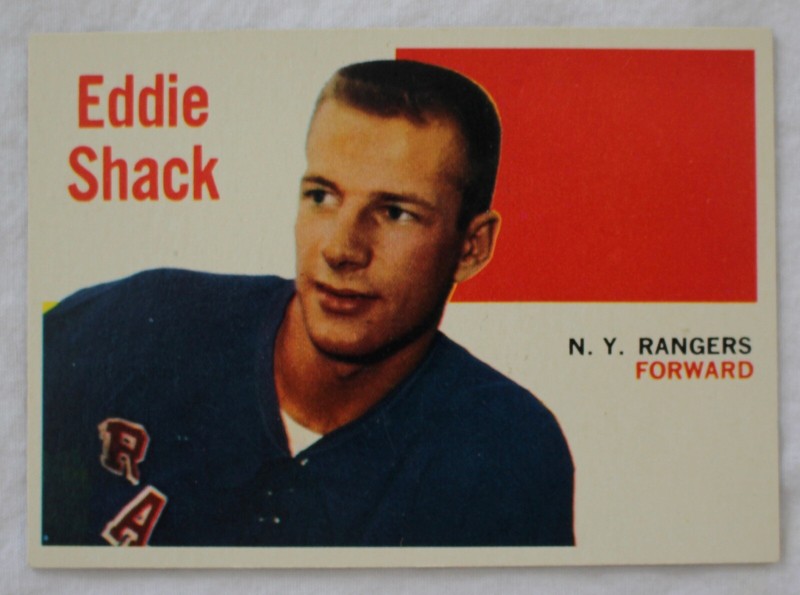 Eddie
Shack
N. Y. RANGERS
FORWARD
R
A